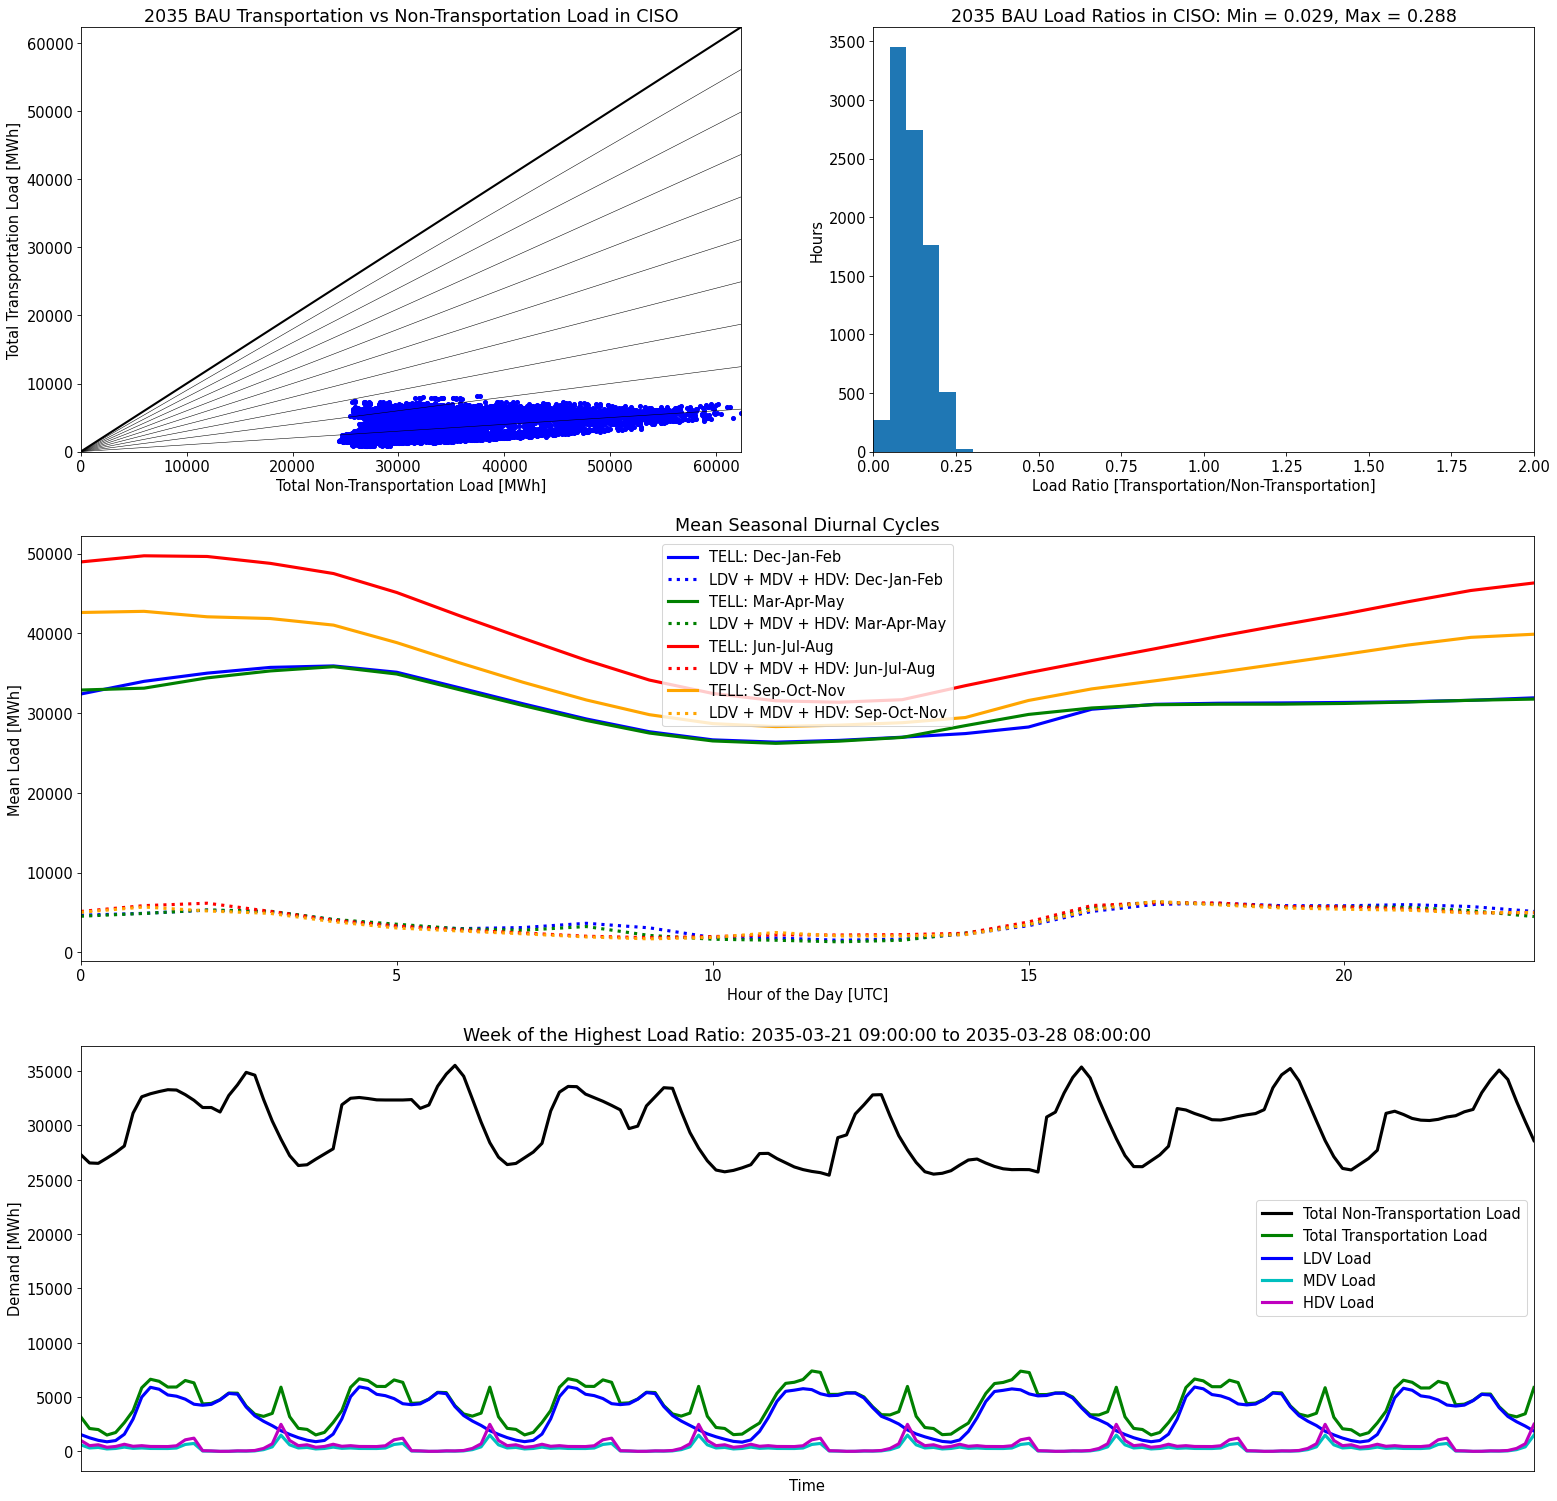 2035 BAU Transportation vs Non-Transportation Load in CISO
60000
50000
40000
30000
20000
10000
0
Total Transportation Load [MWh]
0 10000 20000 30000 40000 50000 60000
Total Non-Transportation Load [MWh]
2035 BAU Load Ratios in CISO: Min = 0.029, Max = 0.288
3500
3000
2500
2000
1500
1000
500
0
Hours
0.00 0.25 0.50 0.75 1.00 1.25 1.50 1.75 2.00
Load Ratio [Transportation/Non-Transportation]
Mean Seasonal Diurnal Cycles
50000
40000
30000
20000
10000
0
Mean Load [MWh]
TELL: Dec-Jan-Feb
LDV + MDV + HDV: Dec-Jan-Feb
TELL: Mar-Apr-May
LDV + MDV + HDV: Mar-Apr-May
TELL: Jun-Jul-Aug
LDV + MDV + HDV: Jun-Jul-Aug
TELL: Sep-Oct-Nov
LDV + MDV + HDV: Sep-Oct-Nov
0 5 10 15 20
Hour of the Day [UTC]
Week of the Highest Load Ratio: 2035-03-21 09:00:00 to 2035-03-28 08:00:00
35000
30000
25000
20000
15000
10000
5000
0
Demand [MWh]
Total Non-Transportation Load
Total Transportation Load
LDV Load
MDV Load
HDV Load
Time